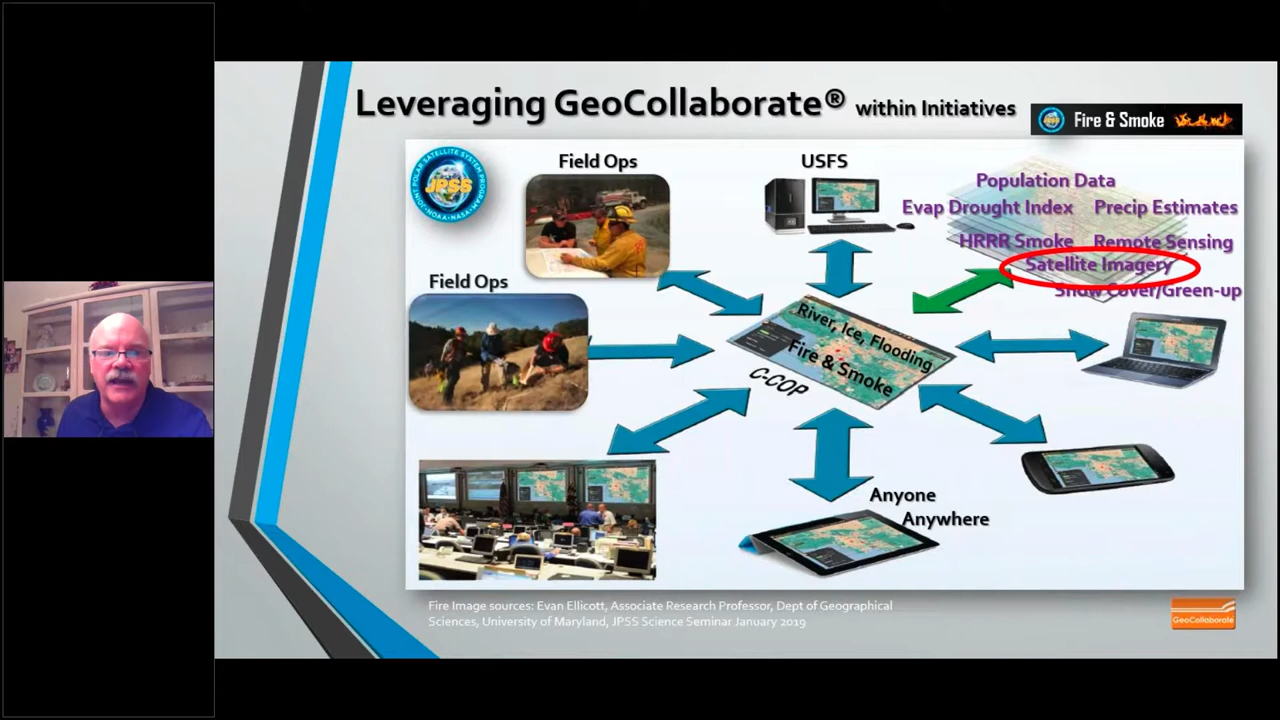 Leveraging GeoCollaborate® within Initiatives
Fire & Smoke
JPSS
Field Ops
USFS
Population Data
Evap Drought Index Precip Estimates
HRRR Smoke Remote Sensing
Satellite Imagery
Snow Cover/Green-up
Field Ops
River, Ice, Flooding
Fire & Smoke
C-COP
Anyone
Anywhere
Fire Image sources: Evan Ellicott, Associate Research Professor, Dept of Geographical
Sciences, University of Maryland, JPSS Science Seminar January 2019
GeoCollaborate